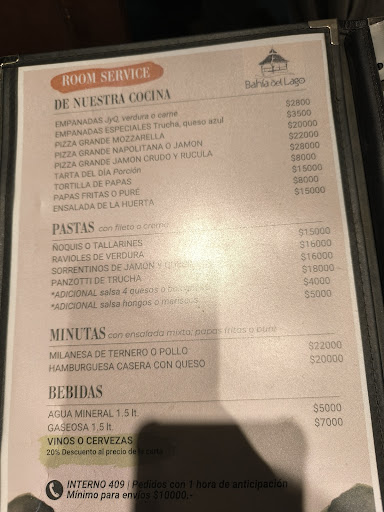 ROOM SERVICE
Bahía del Lago
DE NUESTRA COCINA
EMPANADAS JyQ, verdura o carne $2800
EMPANADAS ESPECIALES Trucha, queso azul $3500
PIZZA GRANDE MOZZARELLA $20000
PIZZA GRANDE NAPOLITANA O JAMON $22000
PIZZA GRANDE JAMÓN CRUDO Y RUCULA $28000
TARTA DEL DÍA Porción $8000
TORTILLA DE PAPAS $15000
PAPAS FRITAS O PURÉ $8000
ENSALADA DE LA HUERTA $15000
PASTAS con fileto o crema
ÑOQUIS O TALLARINES $15000
RAVIOLES DE VERDURA $16000
SORRENTINOS DE JAMÓN Y $16000
PANZOTTI DE TRUCHA $18000
*ADICIONAL salsa 4 quesos o $4000
*ADICIONAL salsa hongos o mariscos $5000
MINUTAS con ensalada mixta, papas fritas o puré
MILANESA DE TERNERO O POLLO $22000
HAMBURGUESA CASERA CON QUESO $20000
BEBIDAS
AGUA MINERAL 1.5 lt. $5000
GASEOSA 1,5 lt. $7000
VINOS O CERVEZAS
20% Descuento al precio de la carta
INTERNO 409 | Pedidos con 1 hora de anticipación
Mínimo para envíos $10000.-